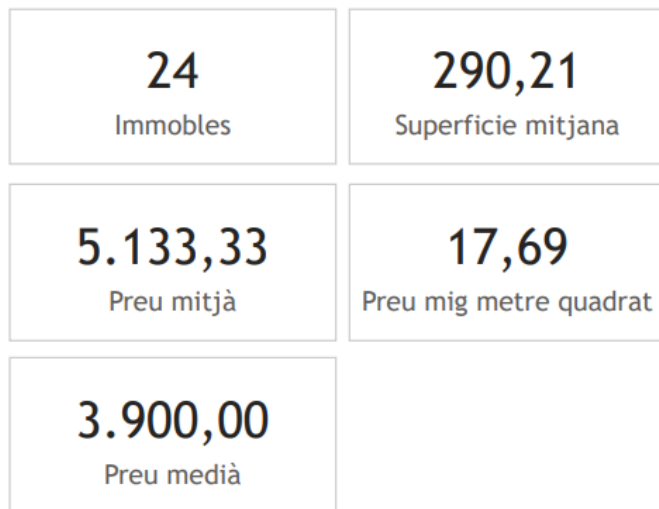 24
Immobles
290,21
Superficie mitjana
5.133,33
Preu mitjà
17,69
Preu mig metre quadrat
3.900,00
Preu medià